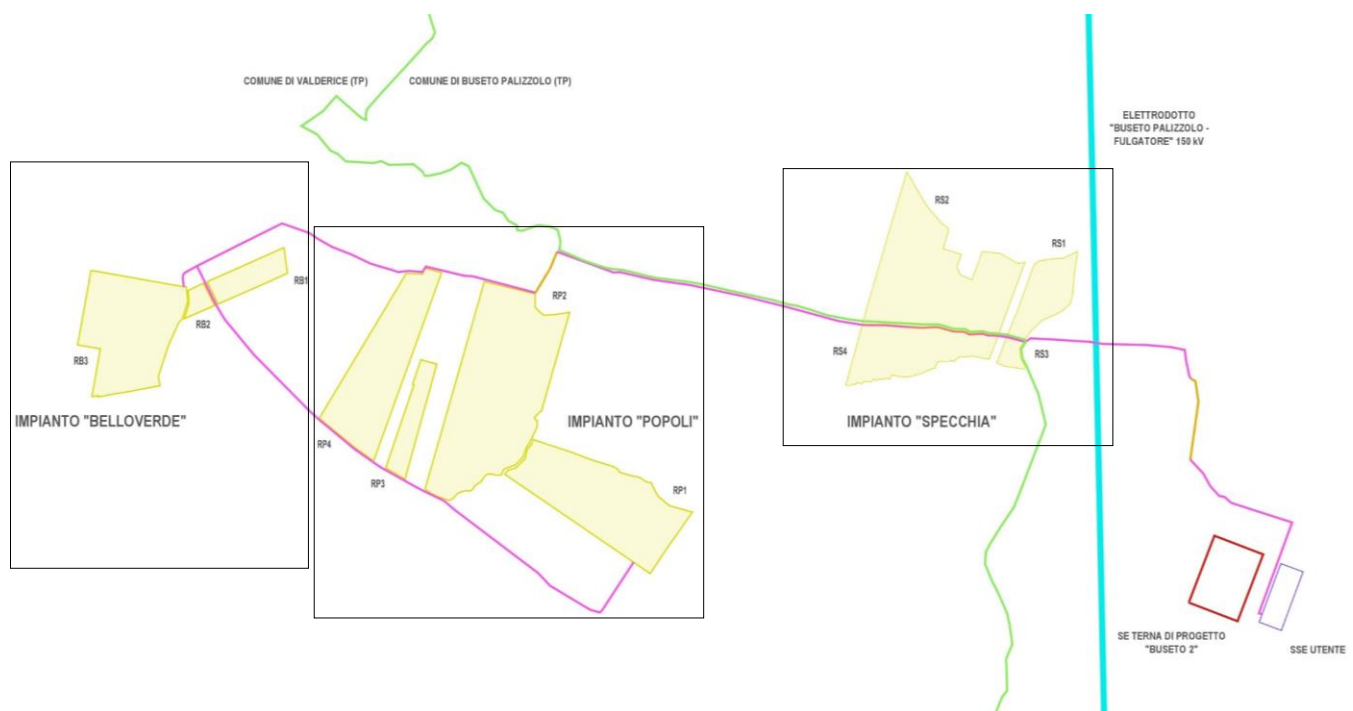 COMUNE DI VALDERICE (TP)
COMUNE DI BUSETO PALIZZOLO (TP)
ELETTRODOTTO
"BUSETO PALIZZOLO -
FULGATORE" 150 kV
RS2
RS1
RB1
RP2
RB2
RS4
RS3
RB3
IMPIANTO "BELLOVERDE"
IMPIANTO "POPOLI"
IMPIANTO "SPECCHIA"
RP4
RP3
RP1
SE TERNA DI PROGETTO
"BUSETO 2"
SSE UTENTE